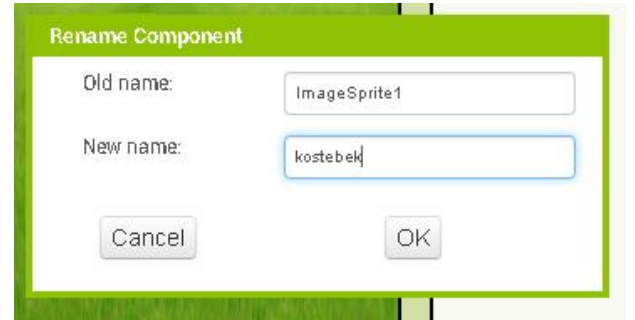 Rename Component
Old name: ImageSprite1
New name: kostebek
Cancel OK